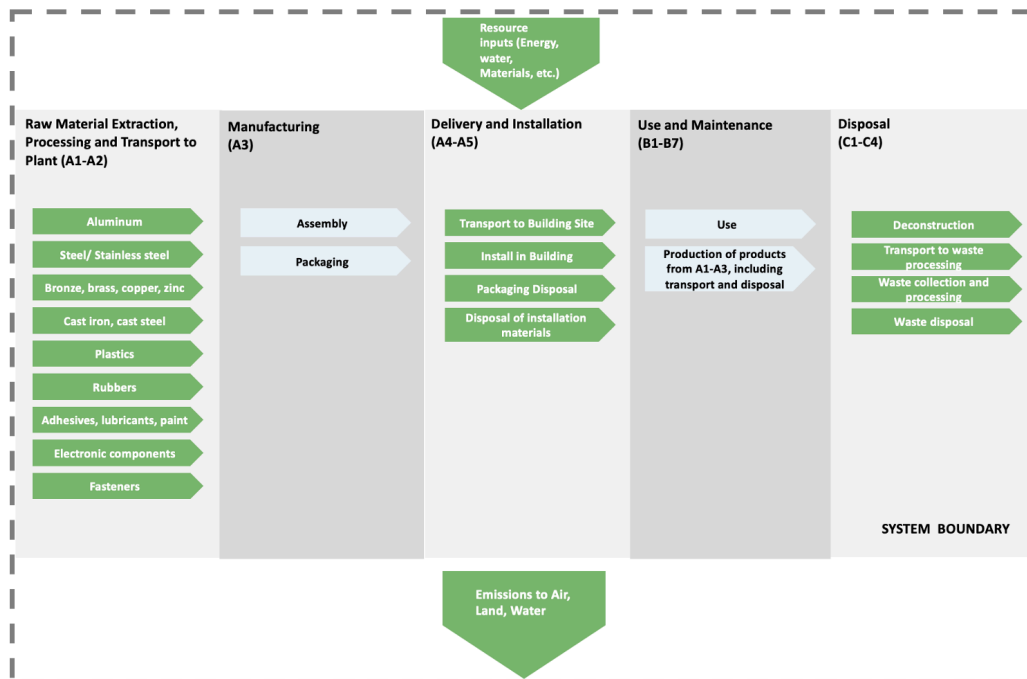 Resource
inputs (Energy,
water,
Materials, etc.)
Raw Material Extraction,
Processing and Transport to
Plant (A1-A2)
Aluminum
Steel/ Stainless steel
Bronze, brass, copper, zinc
Cast iron, cast steel
Plastics
Rubbers
Adhesives, lubricants, paint
Electronic components
Fasteners
Manufacturing
(A3)
Assembly
Packaging
Delivery and Installation
(A4-A5)
Transport to Building Site
Install in Building
Packaging Disposal
Disposal of installation
materials
Use and Maintenance
(B1-B7)
Use
Production of products
from A1-A3, including
transport and disposal
Disposal
(C1-C4)
Deconstruction
Transport to waste
processing
Waste collection and
processing
Waste disposal
SYSTEM BOUNDARY
Emissions to Air,
Land, Water